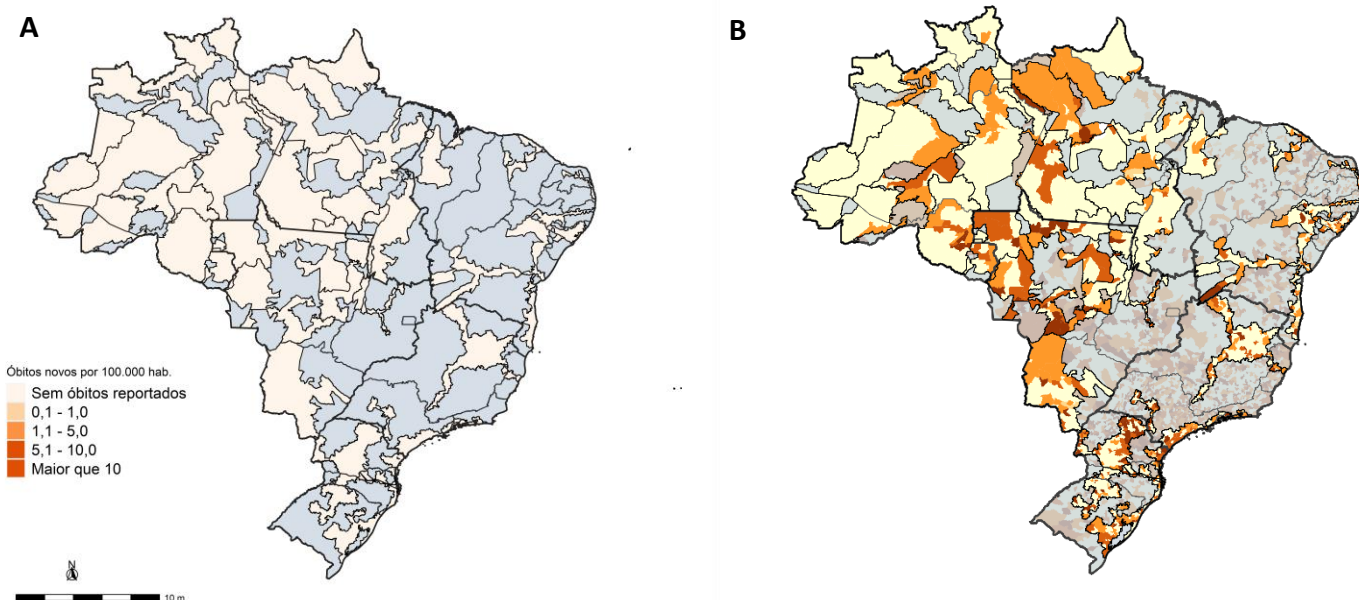 A
B
Óbitos novos por 100.000 hab.
Sem óbitos reportados
0,1 - 1,0
1,1 - 5,0
5,1 - 10,0
Maior que 10
N
10 m